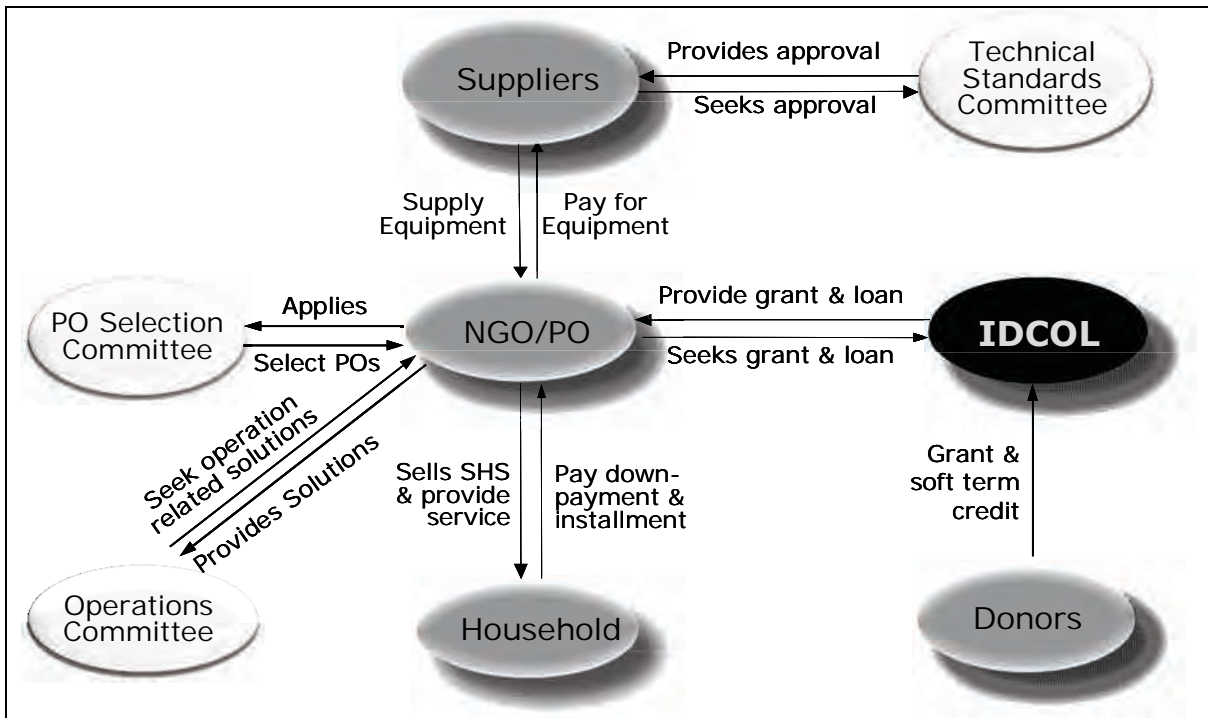 Suppliers
Provides approval
Seeks approval
Technical
Standards
Committee
Supply
Equipment
Pay for
Equipment
PO Selection
Committee
Applies
Select POs
NGO/PO
Provide grant & loan
Seeks grant & loan
IDCOL
Seek operation
related solutions
Provides Solutions
Sells SHS
& provide
service
Pay down-
payment &
installment
Grant &
soft term
credit
Operations
Committee
Household
Donors